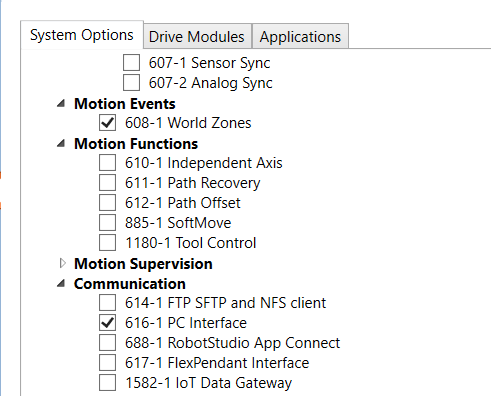 System Options Drive Modules Applications
607-1 Sensor Sync
607-2 Analog Sync
Motion Events
608-1 World Zones
Motion Functions
610-1 Independent Axis
611-1 Path Recovery
612-1 Path Offset
885-1 SoftMove
1180-1 Tool Control
Motion Supervision
Communication
614-1 FTP SFTP and NFS client
616-1 PC Interface
688-1 RobotStudio App Connect
617-1 FlexPendant Interface
1582-1 IoT Data Gateway